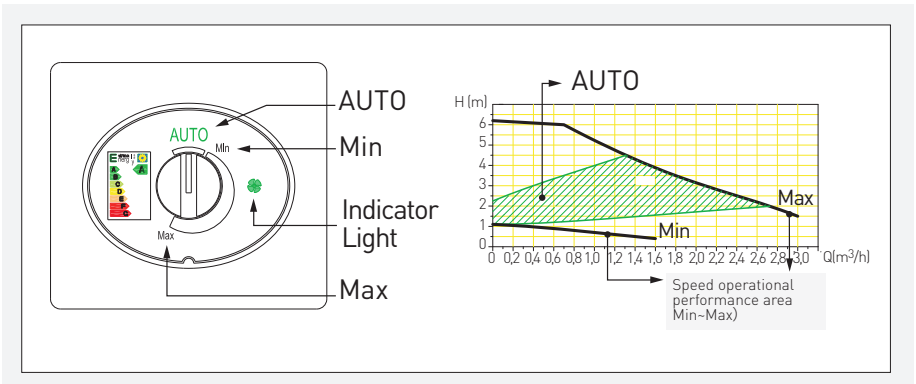 AUTO
Min
Indicator
Light
Max
AUTO
MIn
Max
E
A
A
B
C
D
E
F
G
AUTO
H (m)
6
5
4
3
2
1
0
Max
Min
0 0,2 0,4 0,6 0,8 1,0 1,2 1,4 1,6 1,8 2,0 2,2 2,4 2,6 2,8 3,0 Q(m³/h)
Speed operational
performance area
Min~Max)